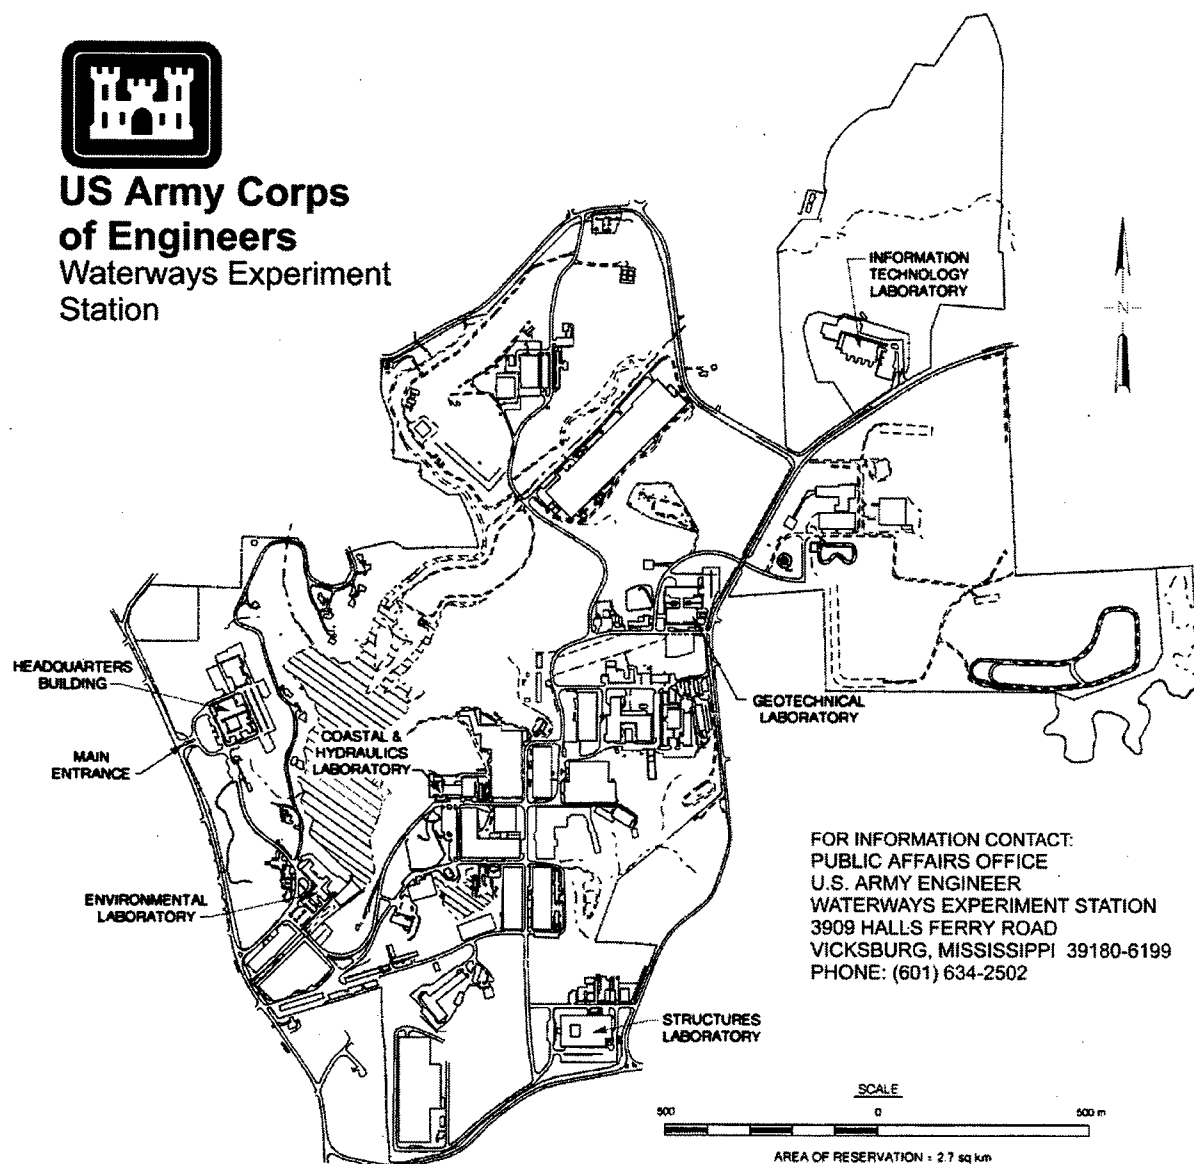 US Army Corps
of Engineers
Waterways Experiment
Station
INFORMATION
TECHNOLOGY
LABORATORY
N
HEADQUARTERS
BUILDING
MAIN
ENTRANCE
COASTAL &
HYDRAULICS
LABORATORY
GEOTECHNICAL
LABORATORY
ENVIRONMENTAL
LABORATORY
STRUCTURES
LABORATORY
FOR INFORMATION CONTACT:
PUBLIC AFFAIRS OFFICE
U.S. ARMY ENGINEER
WATERWAYS EXPERIMENT STATION
3909 HALLS FERRY ROAD
VICKSBURG, MISSISSIPPI 39180-6199
PHONE: (601) 634-2502
SCALE
500 0 500 m
AREA OF RESERVATION = 2.7 sq km